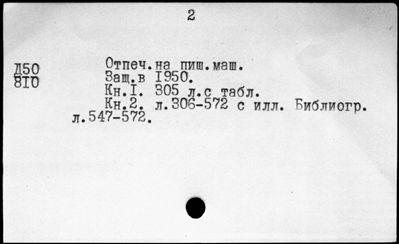 2
Отпеч.на пиш.маш.
Д50
810
Защ.в 1950.
Кн.I. 305 л.с табл.
Кн.2. л.306-572 с илл. Библиогр.
л.547-572.